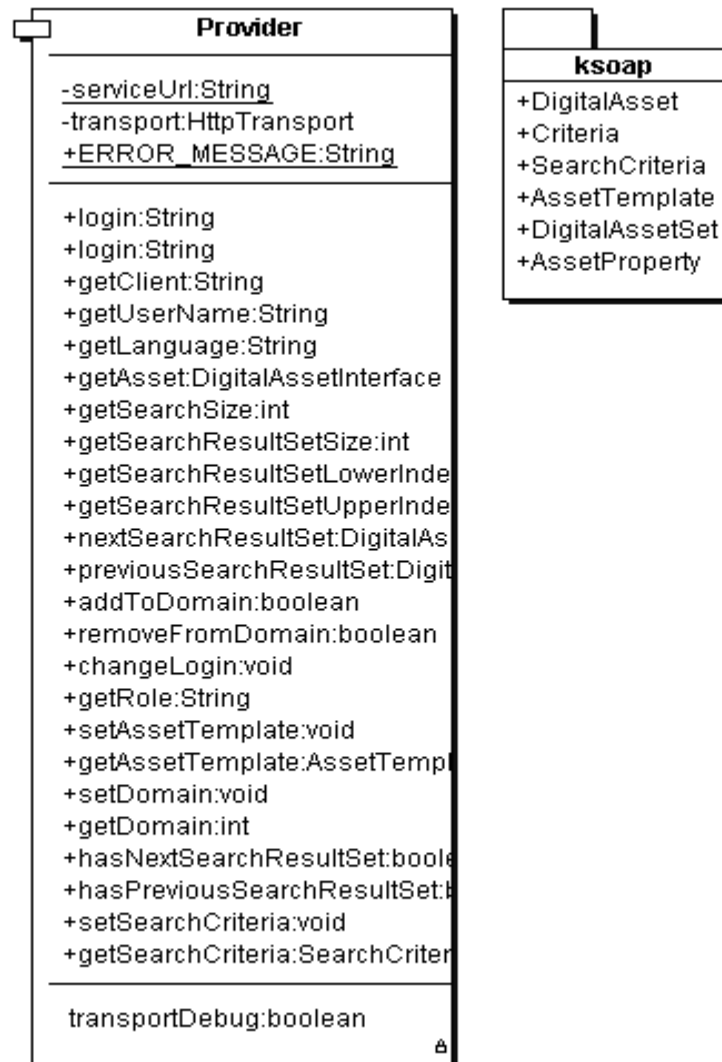 Provider
-serviceUrl:String
-transport:HttpTransport
+ERROR_MESSAGE:String
+login:String
+login:String
+getClient:String
+getUserName:String
+getLanguage:String
+getAsset:DigitalAssetInterface
+getSearchSize:int
+getSearchResultSetSize:int
+getSearchResultSetLowerInde
+getSearchResultSetUpperInde
+nextSearchResultSet:DigitalAs
+previousSearchResultSet:Digit
+addToDomain:boolean
+removeFromDomain:boolean
+changeLogin:void
+getRole:String
+setAssetTemplate:void
+getAssetTemplate:AssetTempl
+setDomain:void
+getDomain:int
+hasNextSearchResultSet:boole
+hasPreviousSearchResultSet:b
+setSearchCriteria:void
+getSearchCriteria:SearchCriter
transportDebug:boolean
ksoap
+DigitalAsset
+Criteria
+SearchCriteria
+AssetTemplate
+DigitalAssetSet
+AssetProperty